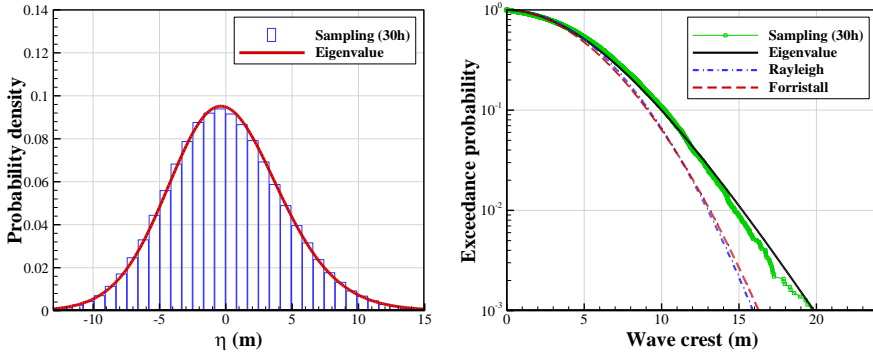 0.14
0.12
0.1
0.08
0.06
0.04
0.02
0
-10
-5
0
5
10
15
Probability density
η (m)
Sampling (30h)
Eigenvalue
10^0
10^-1
10^-2
10^-3
0
5
10
15
20
Exceedance probability
Wave crest (m)
Sampling (30h)
Eigenvalue
Rayleigh
Forristall